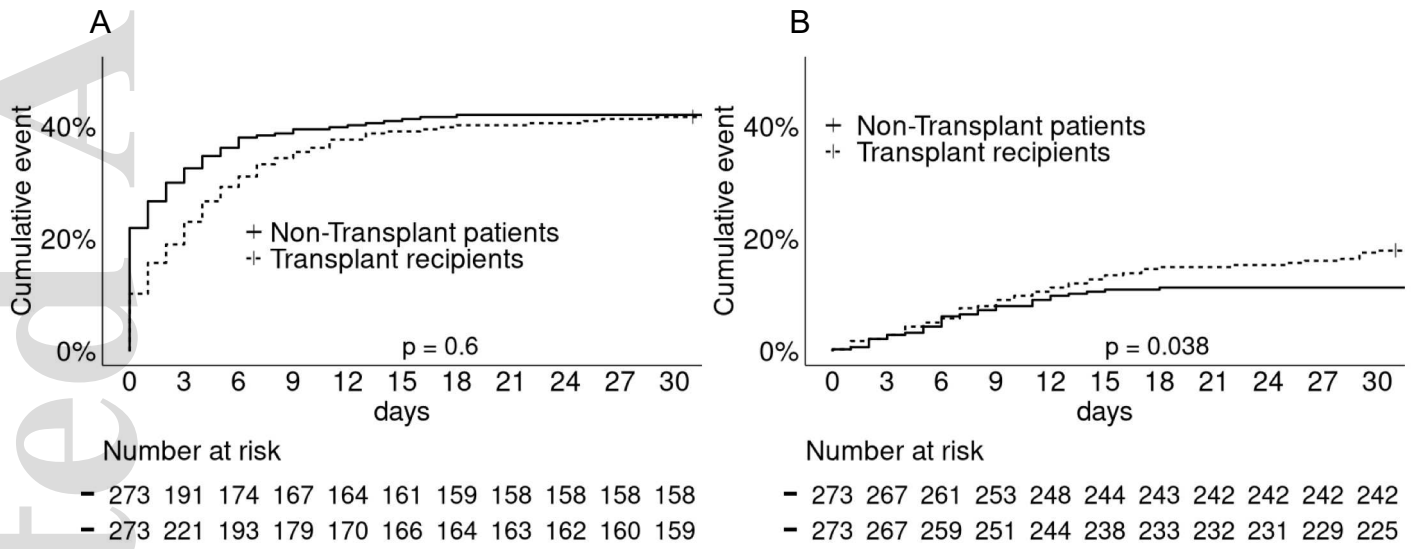 A
Cumulative event
40%
20%
0%
Non-Transplant patients
Transplant recipients
p = 0.6
0 3 6 9 12 15 18 21 24 27 30
days
Number at risk
273 191 174 167 164 161 159 158 158 158 158
273 221 193 179 170 166 164 163 162 160 159
B
Cumulative event
40%
20%
0%
Non-Transplant patients
Transplant recipients
p = 0.038
0 3 6 9 12 15 18 21 24 27 30
days
Number at risk
273 267 261 253 248 244 243 242 242 242 242
273 267 259 251 244 238 233 232 231 229 225
ted A